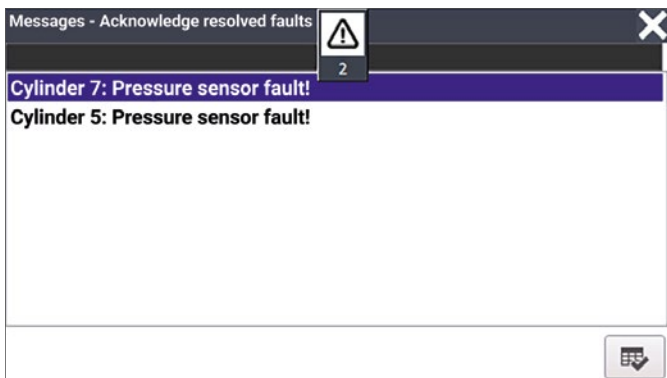 Messages - Acknowledge resolved faults
2
Cylinder 7: Pressure sensor fault!
Cylinder 5: Pressure sensor fault!